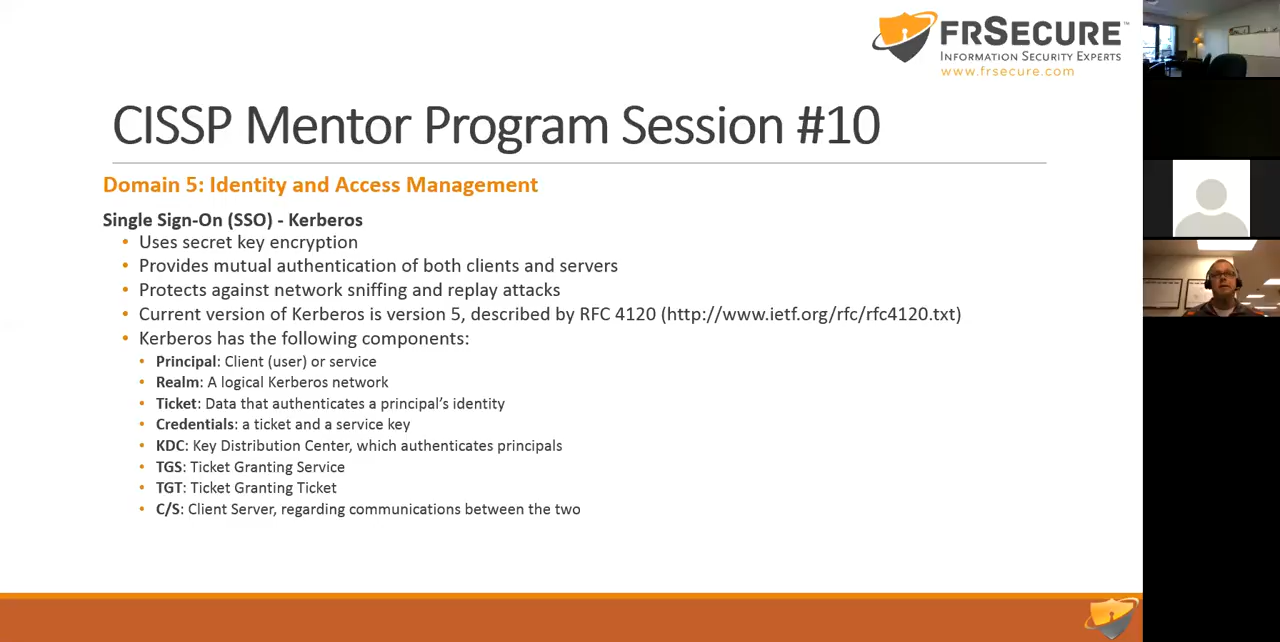 FRSECURE™
INFORMATION SECURITY EXPERTS
www.frsecure.com
CISSP Mentor Program Session #10
Domain 5: Identity and Access Management
Single Sign-On (SSO) - Kerberos
• Uses secret key encryption
• Provides mutual authentication of both clients and servers
• Protects against network sniffing and replay attacks
• Current version of Kerberos is version 5, described by RFC 4120 (http://www.ietf.org/rfc/rfc4120.txt)
• Kerberos has the following components:
• Principal: Client (user) or service
• Realm: A logical Kerberos network
• Ticket: Data that authenticates a principal's identity
• Credentials: a ticket and a service key
• KDC: Key Distribution Center, which authenticates principals
• TGS: Ticket Granting Service
• TGT: Ticket Granting Ticket
• C/S: Client Server, regarding communications between the two